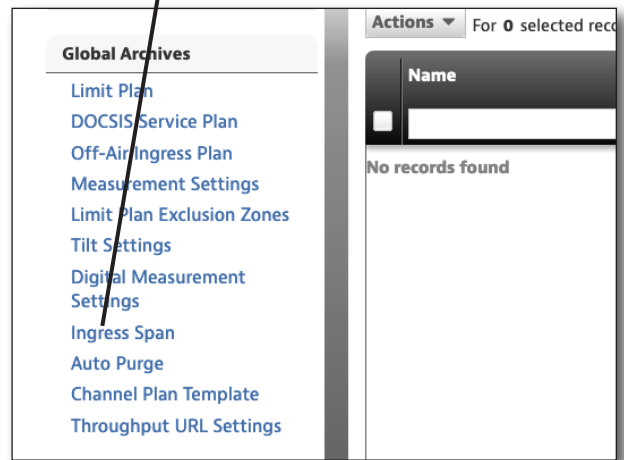 Global Archives
Limit Plan
DOCSIS Service Plan
Off-Air Ingress Plan
Measurement Settings
Limit Plan Exclusion Zones
Tilt Settings
Digital Measurement
Settings
Ingress Span
Auto Purge
Channel Plan Template
Throughput URL Settings
Actions For 0 selected reco
Name
No records found